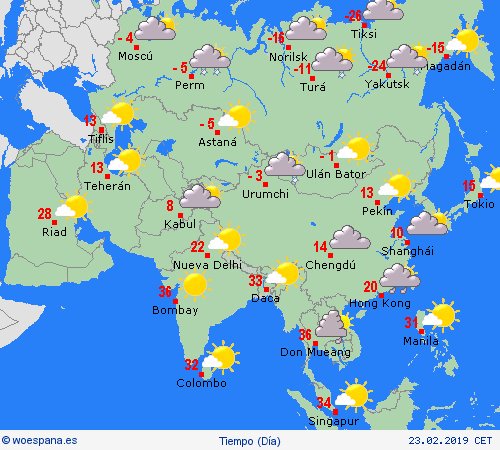 -26
Tiksi
- 4
Moscú
-16
Norilsk
-15
Magadán
- 5
Perm
-11
Turá
-24
Yakutsk
13
Tiflis
- 5
Astaná
- 1
Ulán Bator
13
Teherán
- 3
Urumchi
13
Pekín
15
Tokio
28
Riad
8
Kabul
10
Shanghái
22
Nueva Delhi
14
Chengdú
36
Bombay
33
Daca
20
Hong Kong
36
Don Mueang
31
Manila
32
Colombo
34
Singapur
© woespana.es
Tiempo (Día)
23.02.2019 CET